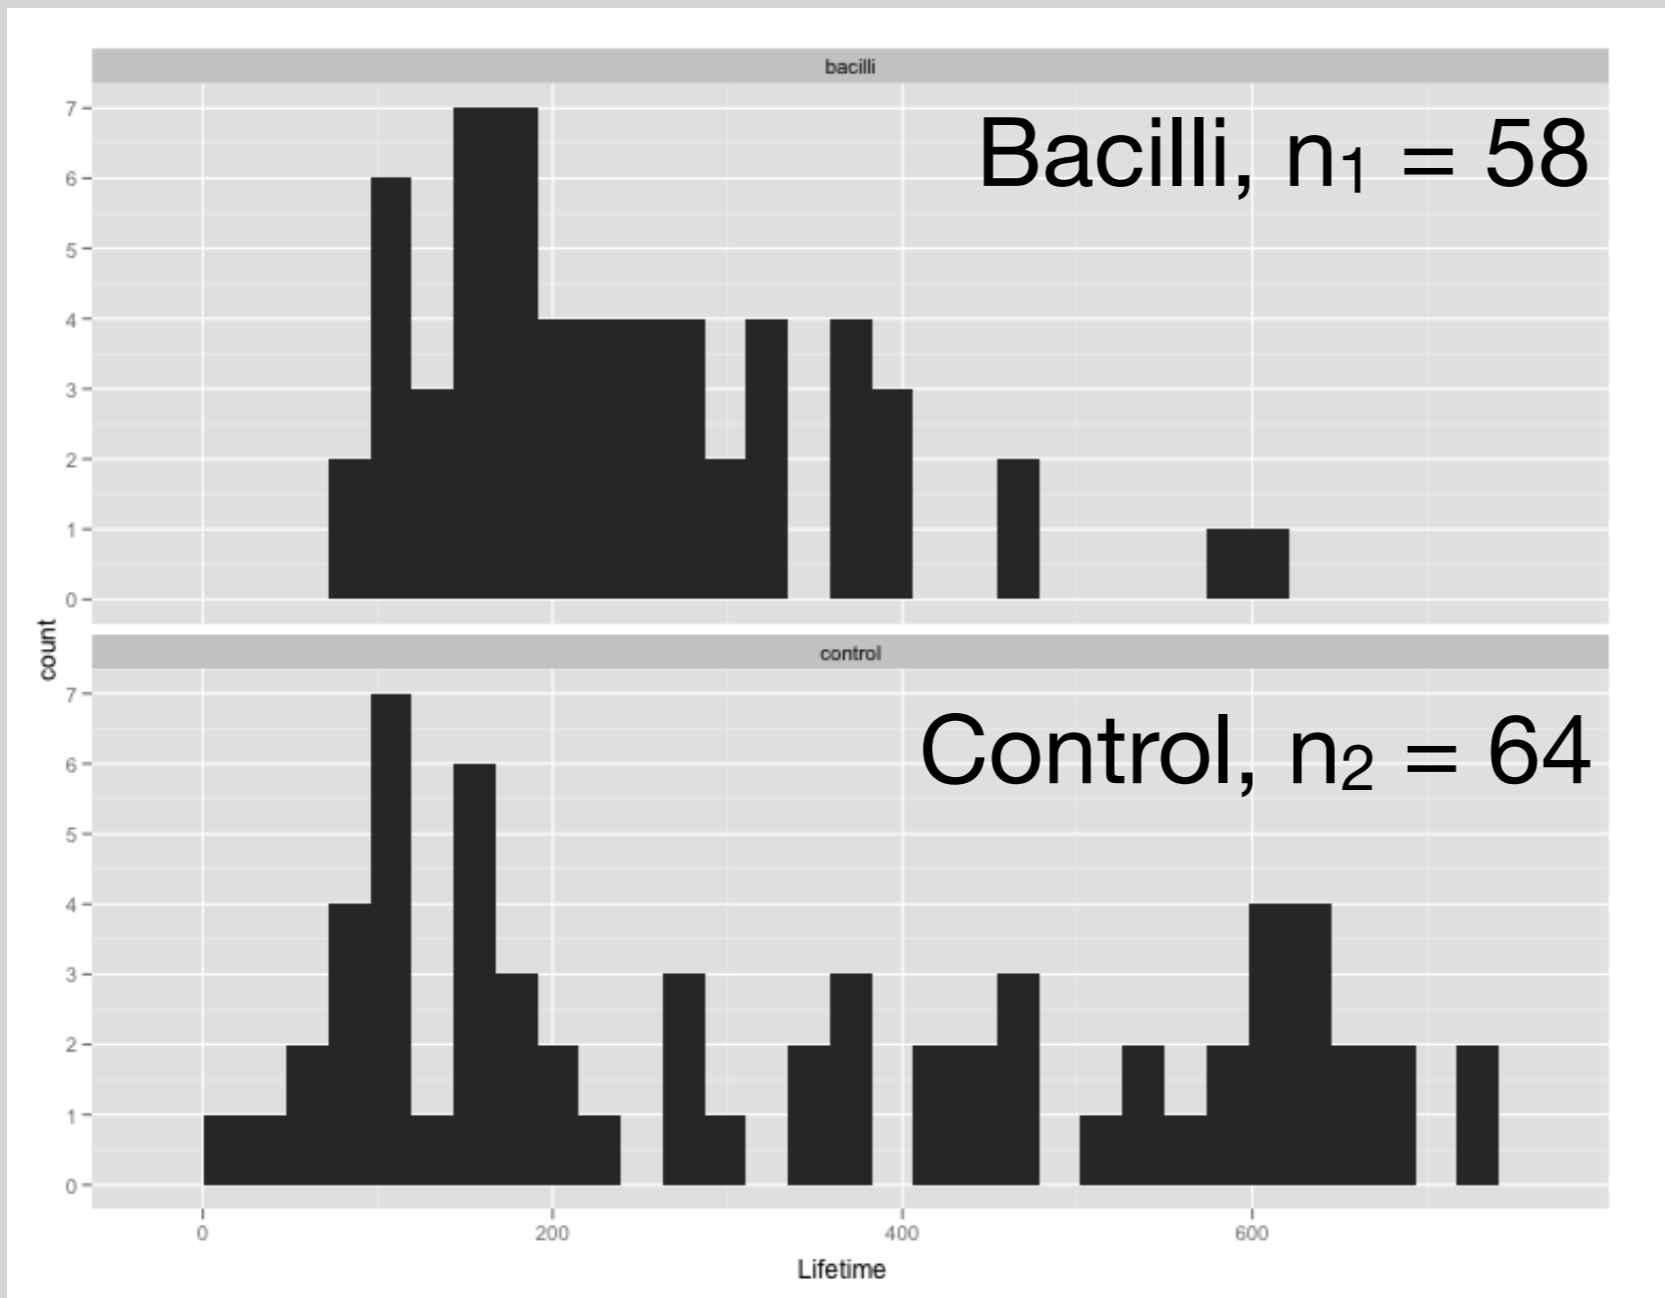 bacilli
Bacilli, n₁ = 58
7
6
5
4
3
2
1
0
count
control
Control, n₂ = 64
7
6
5
4
3
2
1
0
0 200 400 600
Lifetime